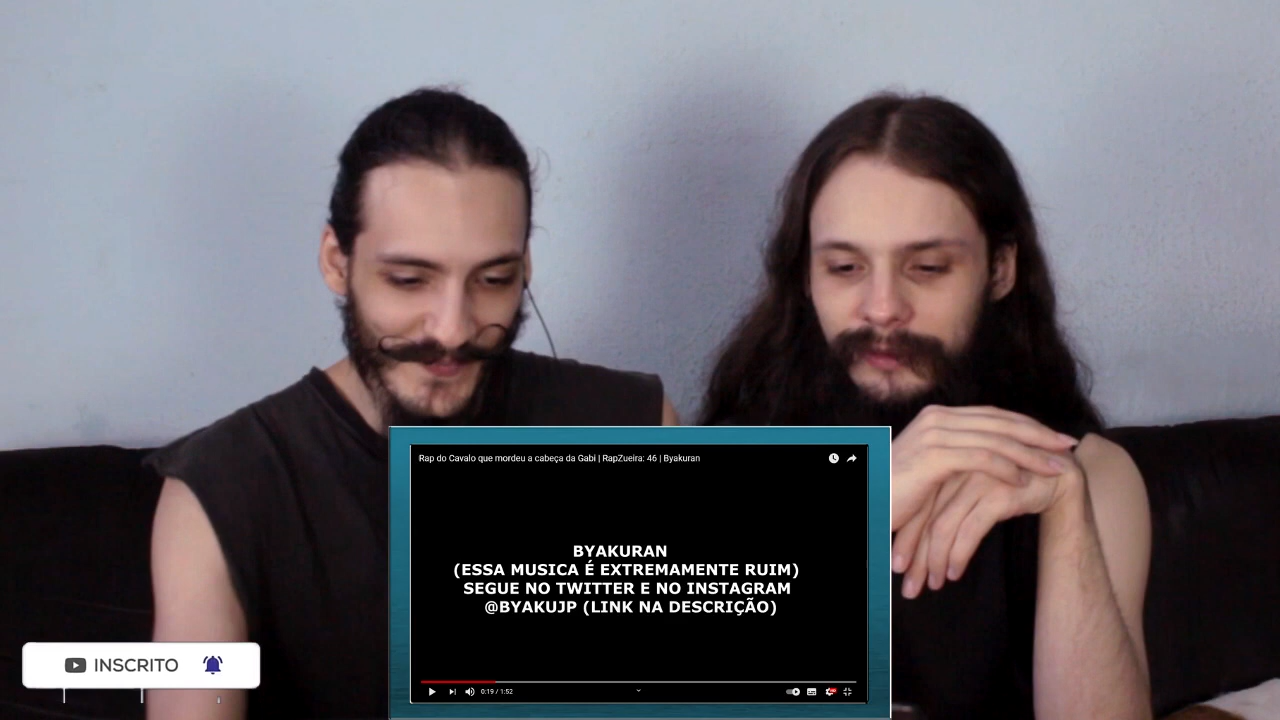 Rap do Cavalo que mordeu a cabeça da Gabi | RapZueira: 46 | Byakuran
BYAKURAN
(ESSA MUSICA É EXTREMAMENTE RUIM)
SEGUE NO TWITTER E NO INSTAGRAM
@BYAKUJP (LINK NA DESCRIÇÃO)
INSCRITO
0:19 / 1:52